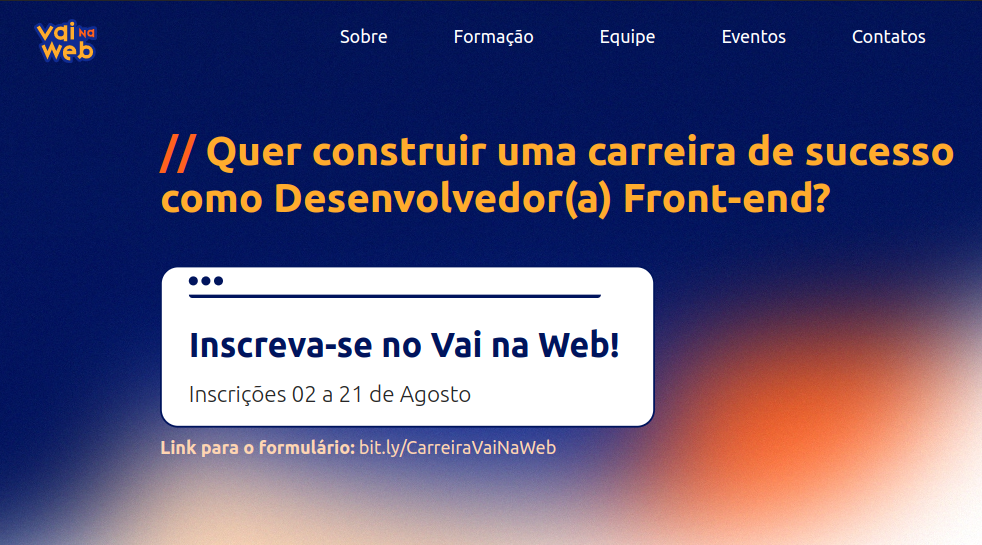 vai na
web
Sobre Formação Equipe Eventos Contatos
// Quer construir uma carreira de sucesso
como Desenvolvedor(a) Front-end?
Inscreva-se no Vai na Web!
Inscrições 02 a 21 de Agosto
Link para o formulário: bit.ly/CarreiraVaiNaWeb